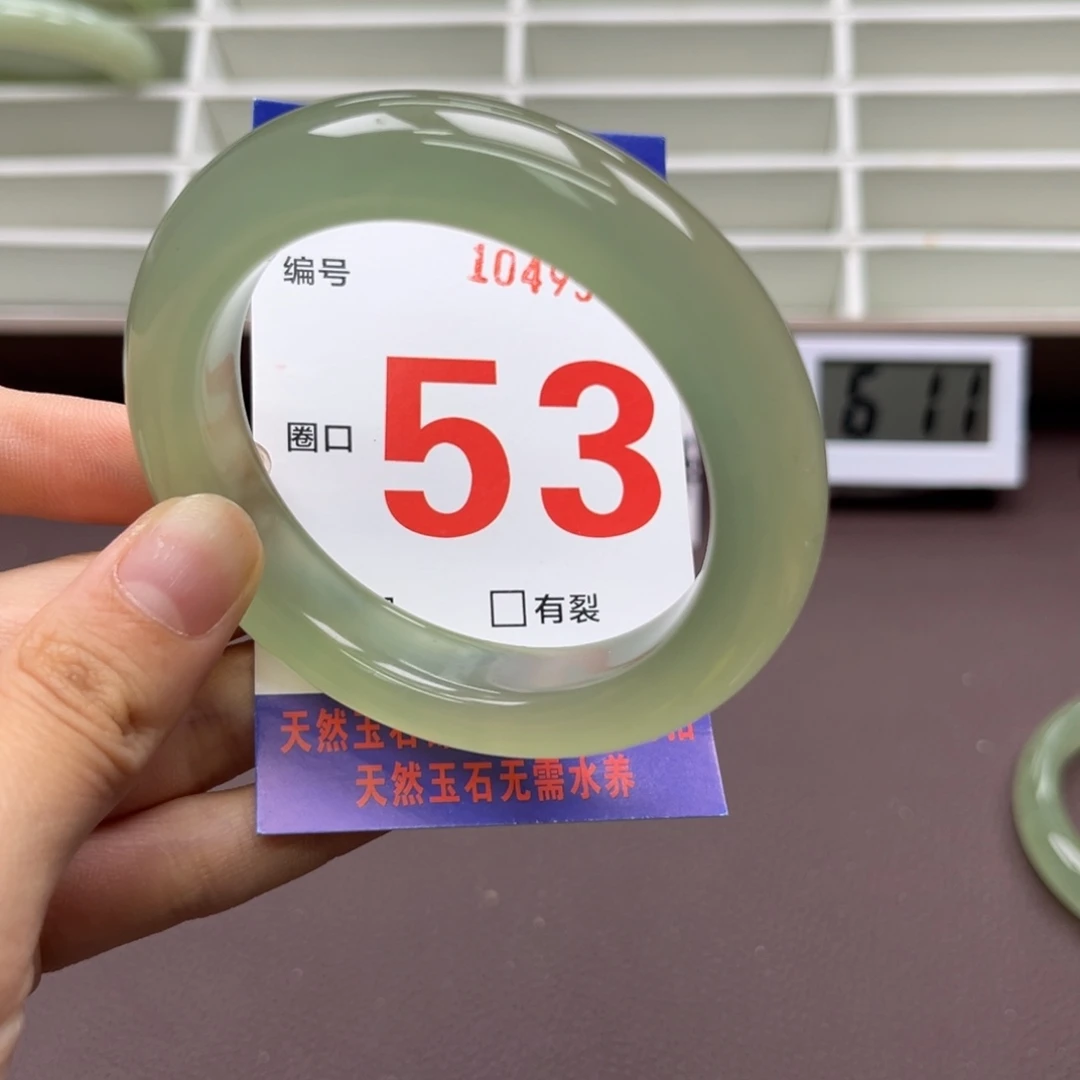 编号 1049
圈口 53
□有裂
天然玉石
天然玉石无需水养
6 11